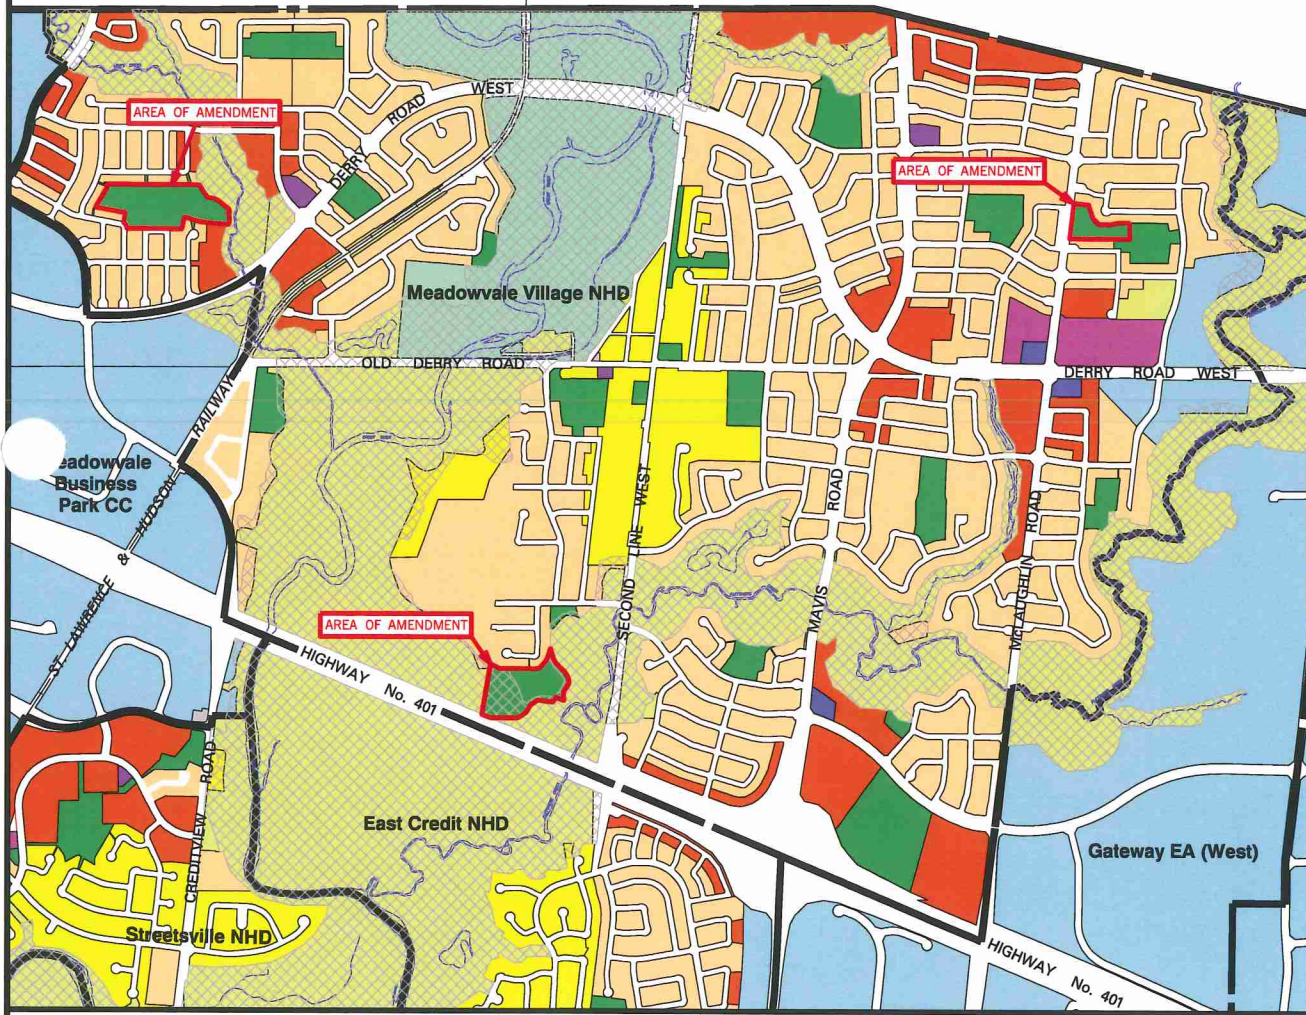 WEST
ROAD
DERRY
AREA OF AMENDMENT
AREA OF AMENDMENT
Meadowvale Village NHD
OLD DERRY ROAD
DERRY ROAD WEST
RAILWAY
eadowvale
Business
Park CC
HUDSON
&
ST. LAWRENCE
SECOND LINE WEST
ROAD
MAVIS
ROAD
McLAUGHLIN
AREA OF AMENDMENT
HIGHWAY No. 401
ROAD
CREDITVIEW
East Credit NHD
Gateway EA (West)
Streetsville NHD
HIGHWAY No. 401